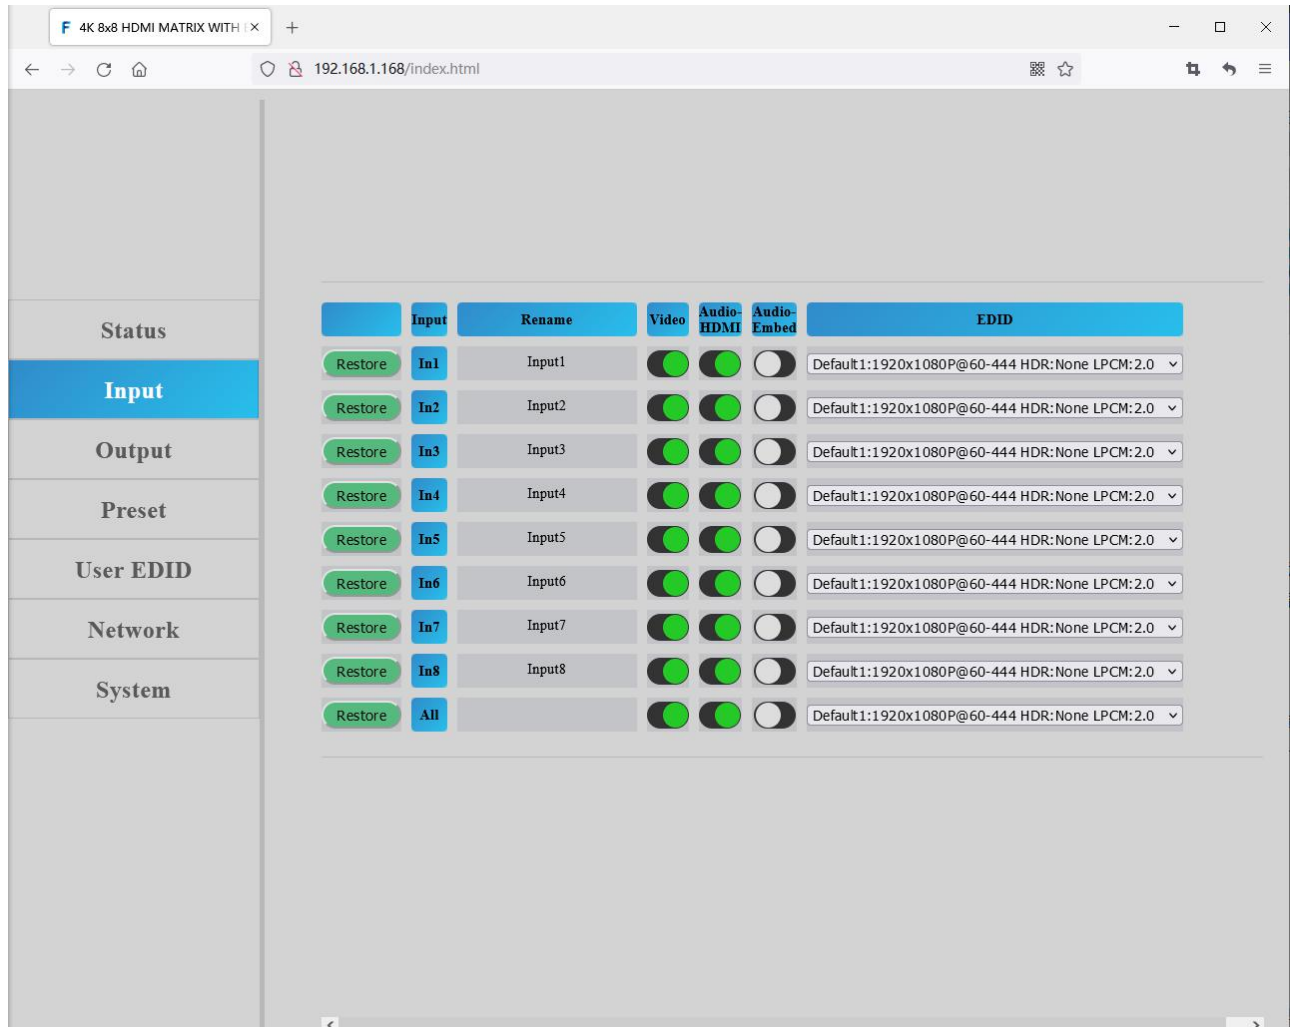 4K 8x8 HDMI MATRIX WITH
192.168.1.168/index.html
Status
Input
Output
Preset
User EDID
Network
System
Input Rename Video Audio-HDMI Audio-Embed EDID
Restore In1 Input1 Default1:1920x1080P@60-444 HDR:None LPCM:2.0
Restore In2 Input2 Default1:1920x1080P@60-444 HDR:None LPCM:2.0
Restore In3 Input3 Default1:1920x1080P@60-444 HDR:None LPCM:2.0
Restore In4 Input4 Default1:1920x1080P@60-444 HDR:None LPCM:2.0
Restore In5 Input5 Default1:1920x1080P@60-444 HDR:None LPCM:2.0
Restore In6 Input6 Default1:1920x1080P@60-444 HDR:None LPCM:2.0
Restore In7 Input7 Default1:1920x1080P@60-444 HDR:None LPCM:2.0
Restore In8 Input8 Default1:1920x1080P@60-444 HDR:None LPCM:2.0
Restore All Default1:1920x1080P@60-444 HDR:None LPCM:2.0